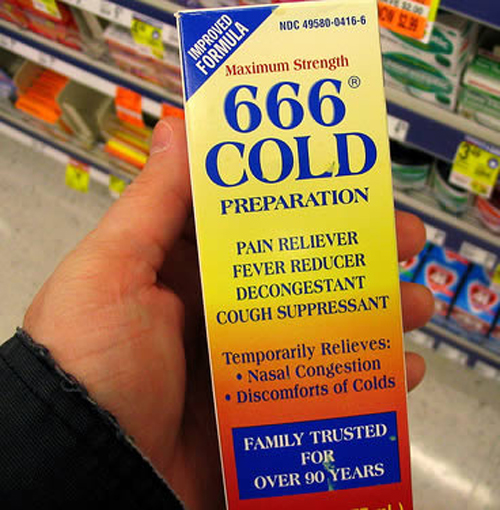 IMPROVED
FORMULA
NDC 49580-0416-6
Maximum Strength
666®
COLD
PREPARATION
PAIN RELIEVER
FEVER REDUCER
DECONGESTANT
COUGH SUPPRESSANT
Temporarily Relieves:
• Nasal Congestion
• Discomforts of Colds
FAMILY TRUSTED
FOR
OVER 90 YEARS